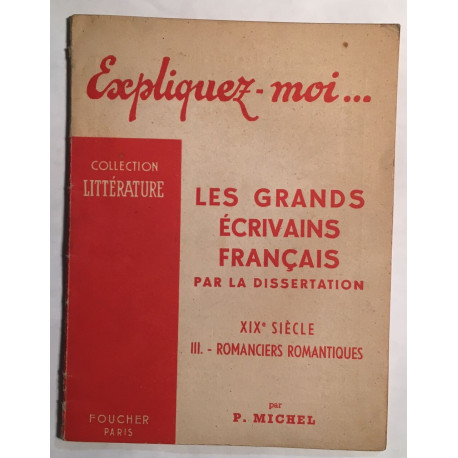 Expliquez-moi...
COLLECTION
LITTÉRATURE
LES GRANDS
ÉCRIVAINS
FRANÇAIS
PAR LA DISSERTATION
XIXe SIÈCLE
III. - ROMANCIERS ROMANTIQUES
par
P. MICHEL
FOUCHER
PARIS